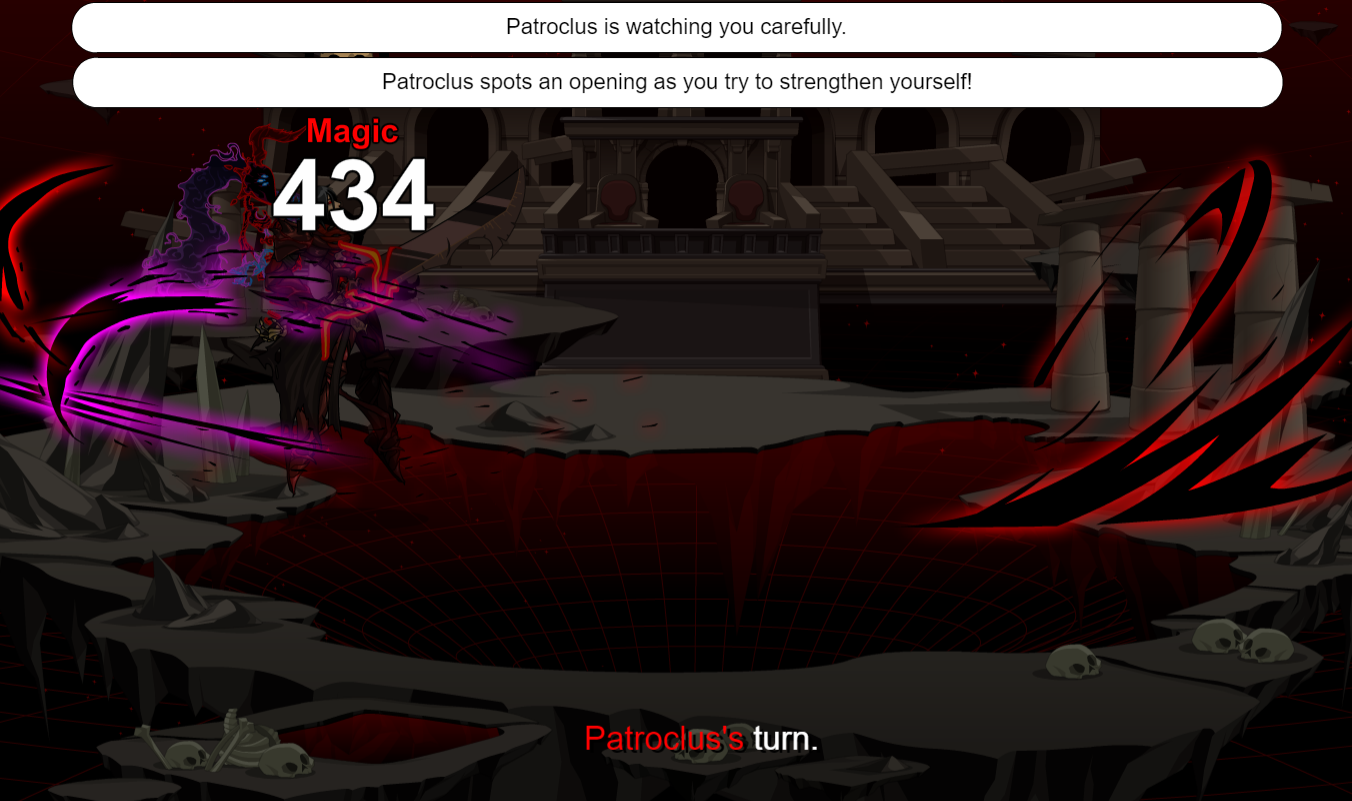 Patroclus is watching you carefully.
Patroclus spots an opening as you try to strengthen yourself!
Magic
434
Patroclus's turn.